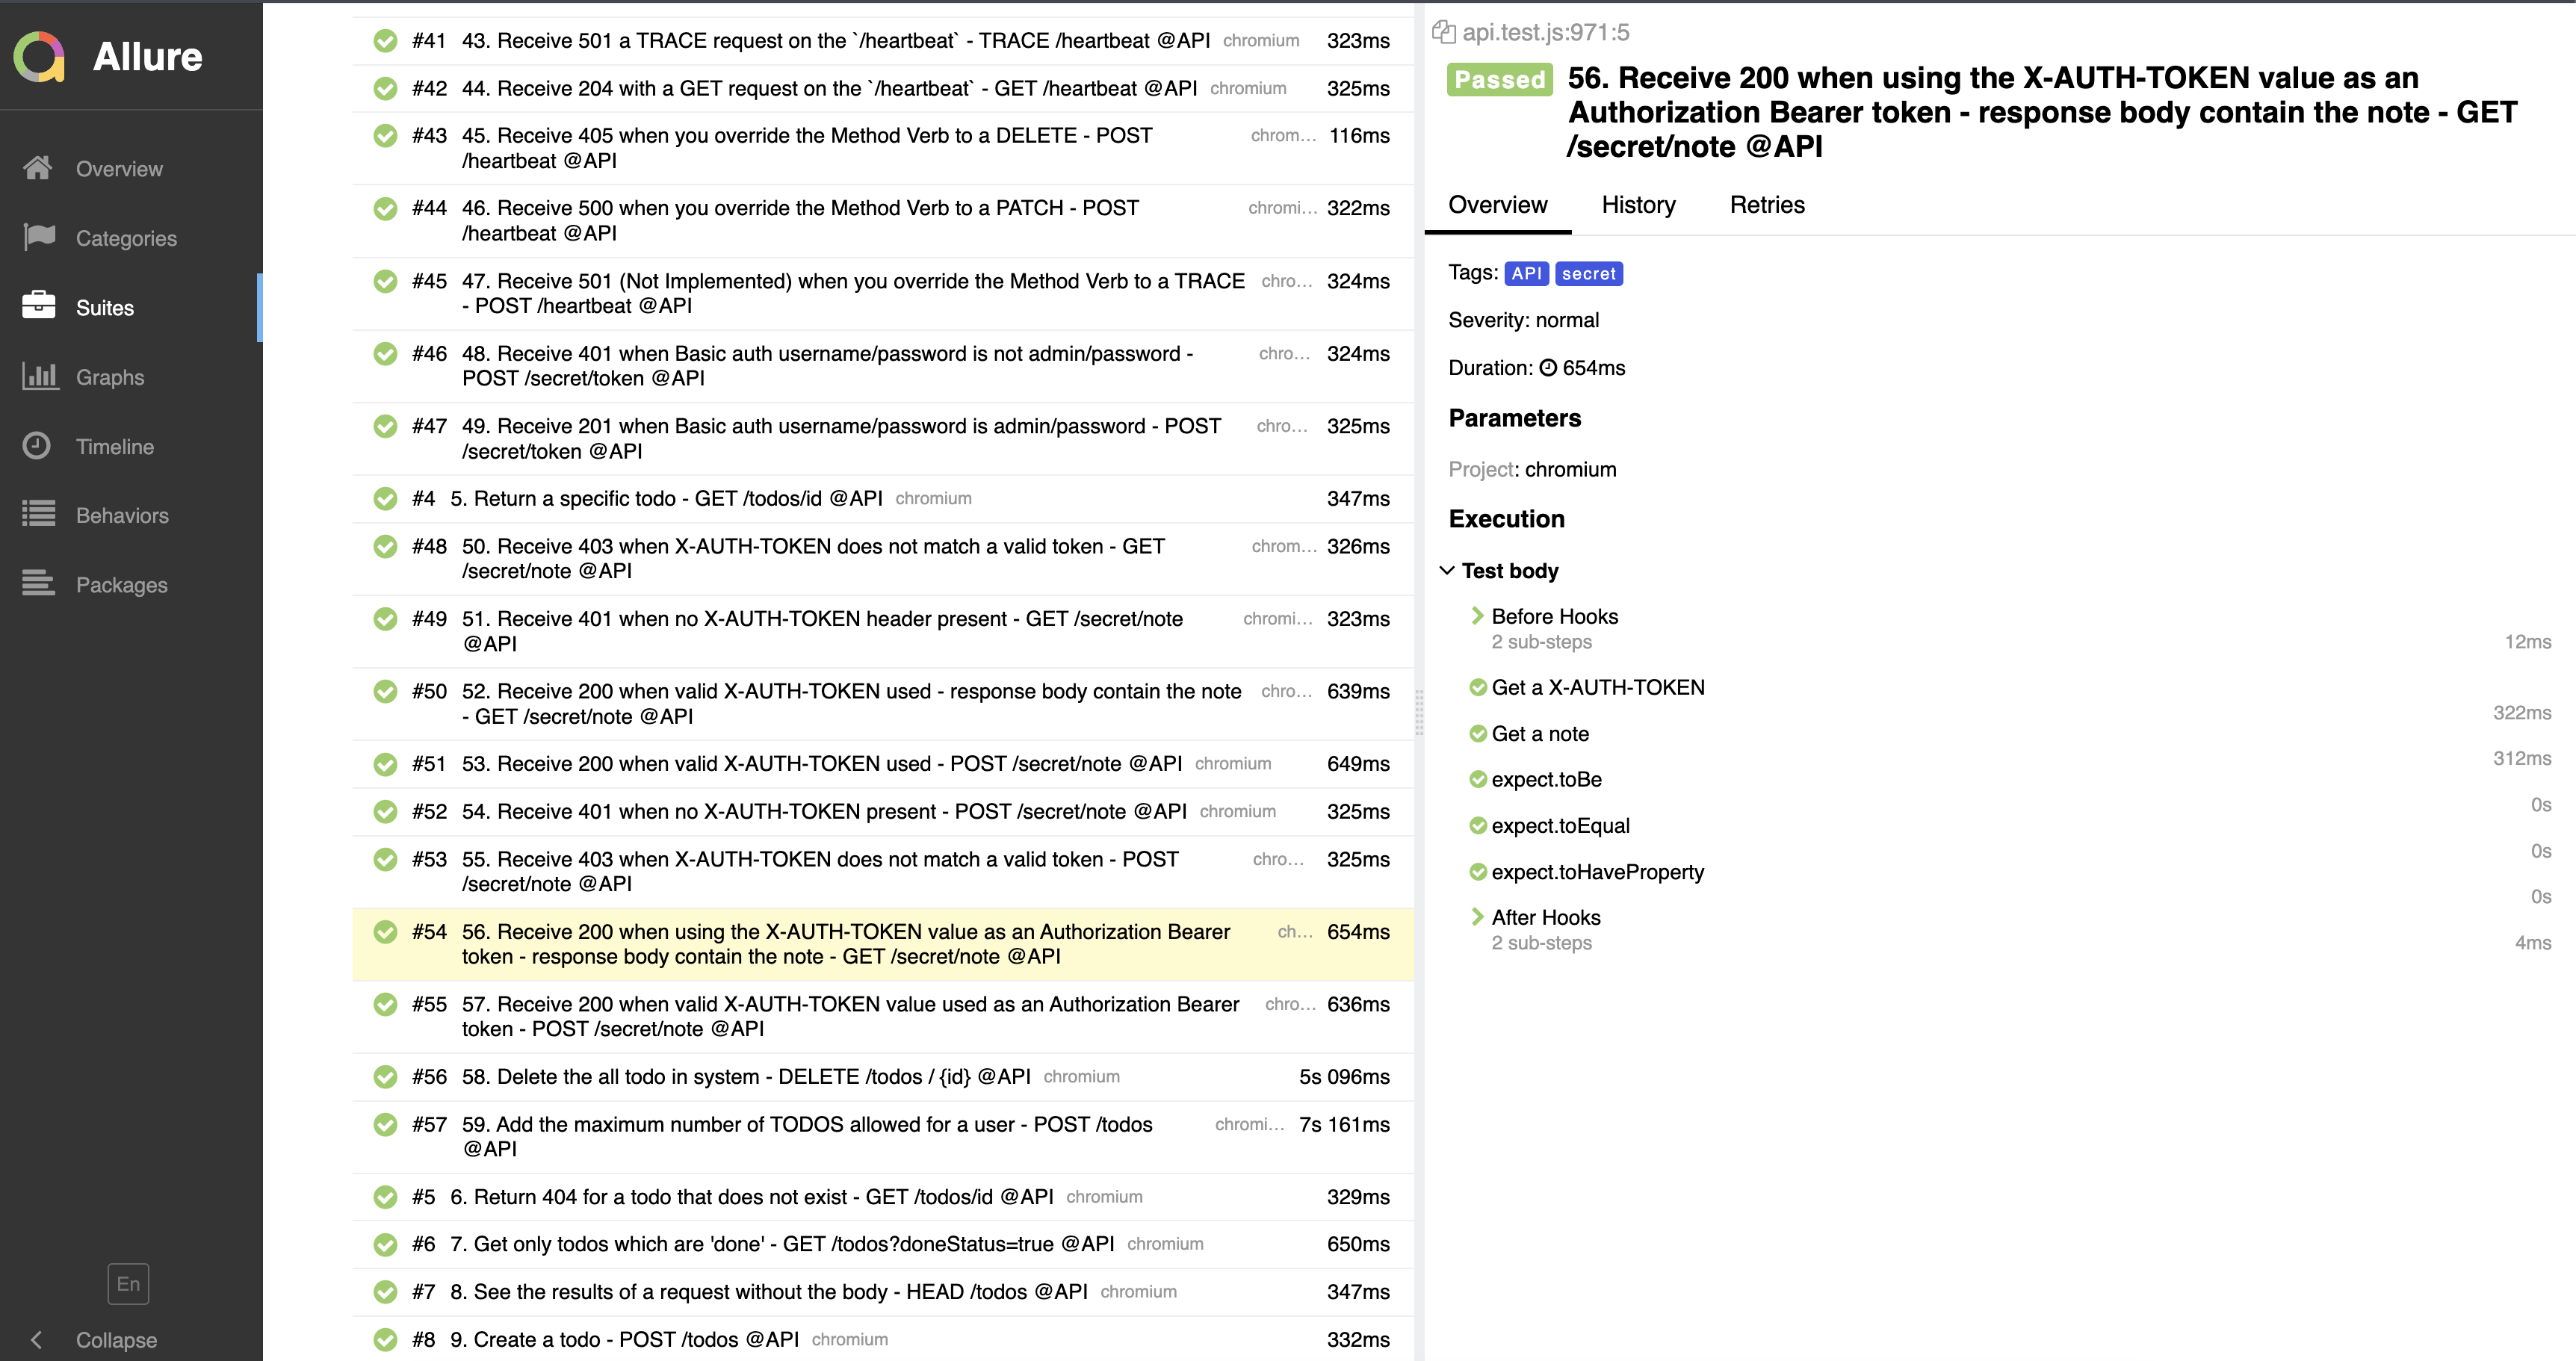 Allure
Overview
Categories
Suites
Graphs
Timeline
Behaviors
Packages
En
Collapse
#41 43. Receive 501 a TRACE request on the `/heartbeat` - TRACE /heartbeat @API chromium 323ms
#42 44. Receive 204 with a GET request on the `/heartbeat` - GET /heartbeat @API chromium 325ms
#43 45. Receive 405 when you override the Method Verb to a DELETE - POST chrom... 116ms
/heartbeat @API
#44 46. Receive 500 when you override the Method Verb to a PATCH - POST chromi... 322ms
/heartbeat @API
#45 47. Receive 501 (Not Implemented) when you override the Method Verb to a TRACE chro... 324ms
- POST /heartbeat @API
#46 48. Receive 401 when Basic auth username/password is not admin/password - chro... 324ms
POST /secret/token @API
#47 49. Receive 201 when Basic auth username/password is admin/password - POST chro... 325ms
/secret/token @API
#4 5. Return a specific todo - GET /todos/id @API chromium 347ms
#48 50. Receive 403 when X-AUTH-TOKEN does not match a valid token - GET chrom... 326ms
/secret/note @API
#49 51. Receive 401 when no X-AUTH-TOKEN header present - GET /secret/note chromi... 323ms
@API
#50 52. Receive 200 when valid X-AUTH-TOKEN used - response body contain the note chro... 639ms
- GET /secret/note @API
#51 53. Receive 200 when valid X-AUTH-TOKEN used - POST /secret/note @API chromium 649ms
#52 54. Receive 401 when no X-AUTH-TOKEN present - POST /secret/note @API chromium 325ms
#53 55. Receive 403 when X-AUTH-TOKEN does not match a valid token - POST chro... 325ms
/secret/note @API
#54 56. Receive 200 when using the X-AUTH-TOKEN value as an Authorization Bearer ch... 654ms
token - response body contain the note - GET /secret/note @API
#55 57. Receive 200 when valid X-AUTH-TOKEN value used as an Authorization Bearer chro... 636ms
token - POST /secret/note @API
#56 58. Delete the all todo in system - DELETE /todos / {id} @API chromium 5s 096ms
#57 59. Add the maximum number of TODOS allowed for a user - POST /todos chromi... 7s 161ms
@API
#5 6. Return 404 for a todo that does not exist - GET /todos/id @API chromium 329ms
#6 7. Get only todos which are 'done' - GET /todos?doneStatus=true @API chromium 650ms
#7 8. See the results of a request without the body - HEAD /todos @API chromium 347ms
#8 9. Create a todo - POST /todos @API chromium 332ms
api.test.js:971:5
Passed 56. Receive 200 when using the X-AUTH-TOKEN value as an
Authorization Bearer token - response body contain the note - GET
/secret/note @API
Overview History Retries
Tags: API secret
Severity: normal
Duration: 654ms
Parameters
Project: chromium
Execution
Test body
Before Hooks
2 sub-steps 12ms
Get a X-AUTH-TOKEN
322ms
Get a note
312ms
expect.toBe
0s
expect.toEqual
0s
expect.toHaveProperty
0s
After Hooks
2 sub-steps 4ms